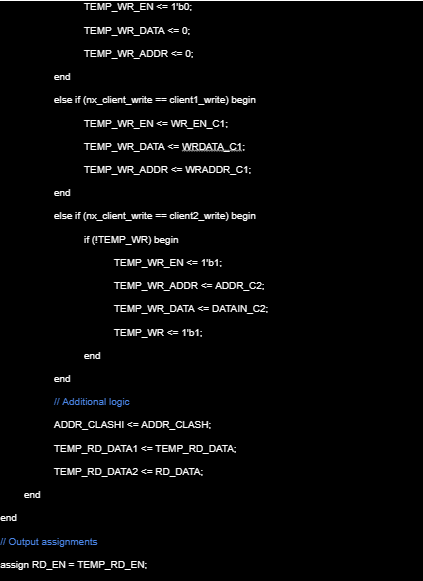 TEMP_WR_EN <= 1'b0;
TEMP_WR_DATA <= 0;
TEMP_WR_ADDR <= 0;
end
else if (nx_client_write == client1_write) begin
TEMP_WR_EN <= WR_EN_C1;
TEMP_WR_DATA <= WRDATA_C1;
TEMP_WR_ADDR <= WRADDR_C1;
end
else if (nx_client_write == client2_write) begin
if (!TEMP_WR) begin
TEMP_WR_EN <= 1'b1;
TEMP_WR_ADDR <= ADDR_C2;
TEMP_WR_DATA <= DATAIN_C2;
TEMP_WR <= 1'b1;
end
end
// Additional logic
ADDR_CLASHI <= ADDR_CLASH;
TEMP_RD_DATA1 <= TEMP_RD_DATA;
TEMP_RD_DATA2 <= RD_DATA;
end
end
// Output assignments
assign RD_EN = TEMP_RD_EN;